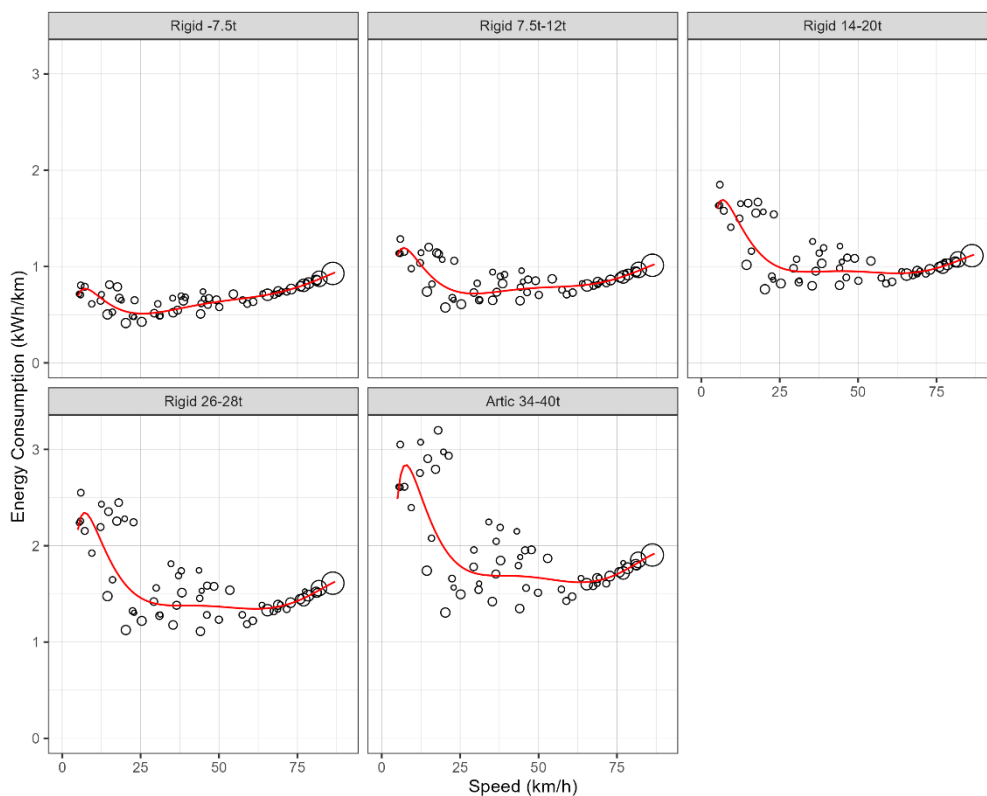 Rigid -7.5t
Rigid 7.5t-12t
Rigid 14-20t
3
2
1
0
0 25 50 75
Rigid 26-28t
Artic 34-40t
3
2
1
0
0 25 50 75
0 25 50 75
Energy Consumption (kWh/km)
Speed (km/h)